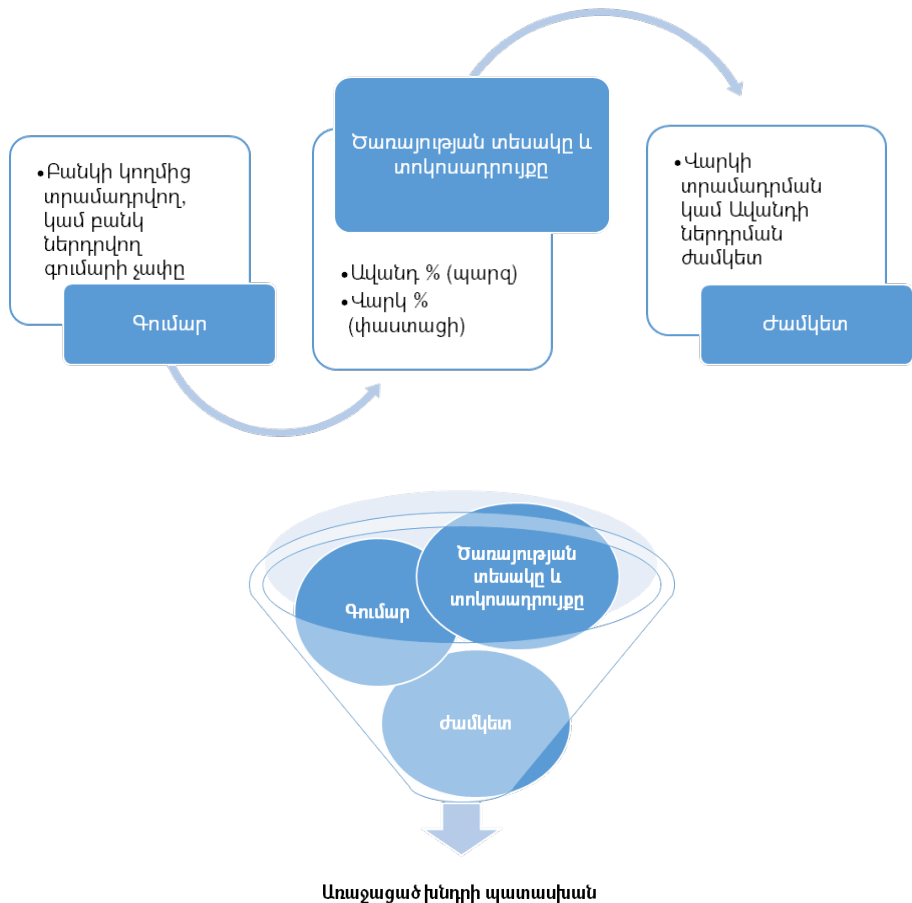 •Բանկի կողմից
տրամադրվող,
կամ բանկ
ներդրվող
գումարի չափը
Գումար
Ծառայության տեսակը և
տոկոսադրույքը
•Ավանդ % (պարզ)
•Վարկ %
(փաստացի)
•Վարկի
տրամադրման
կամ Ավանդի
ներդրման
ժամկետ
Ժամկետ
Ծառայության
տեսակը և
տոկոսադրույքը
Գումար
Ժամկետ
Առաջացած խնդրի պատասխան